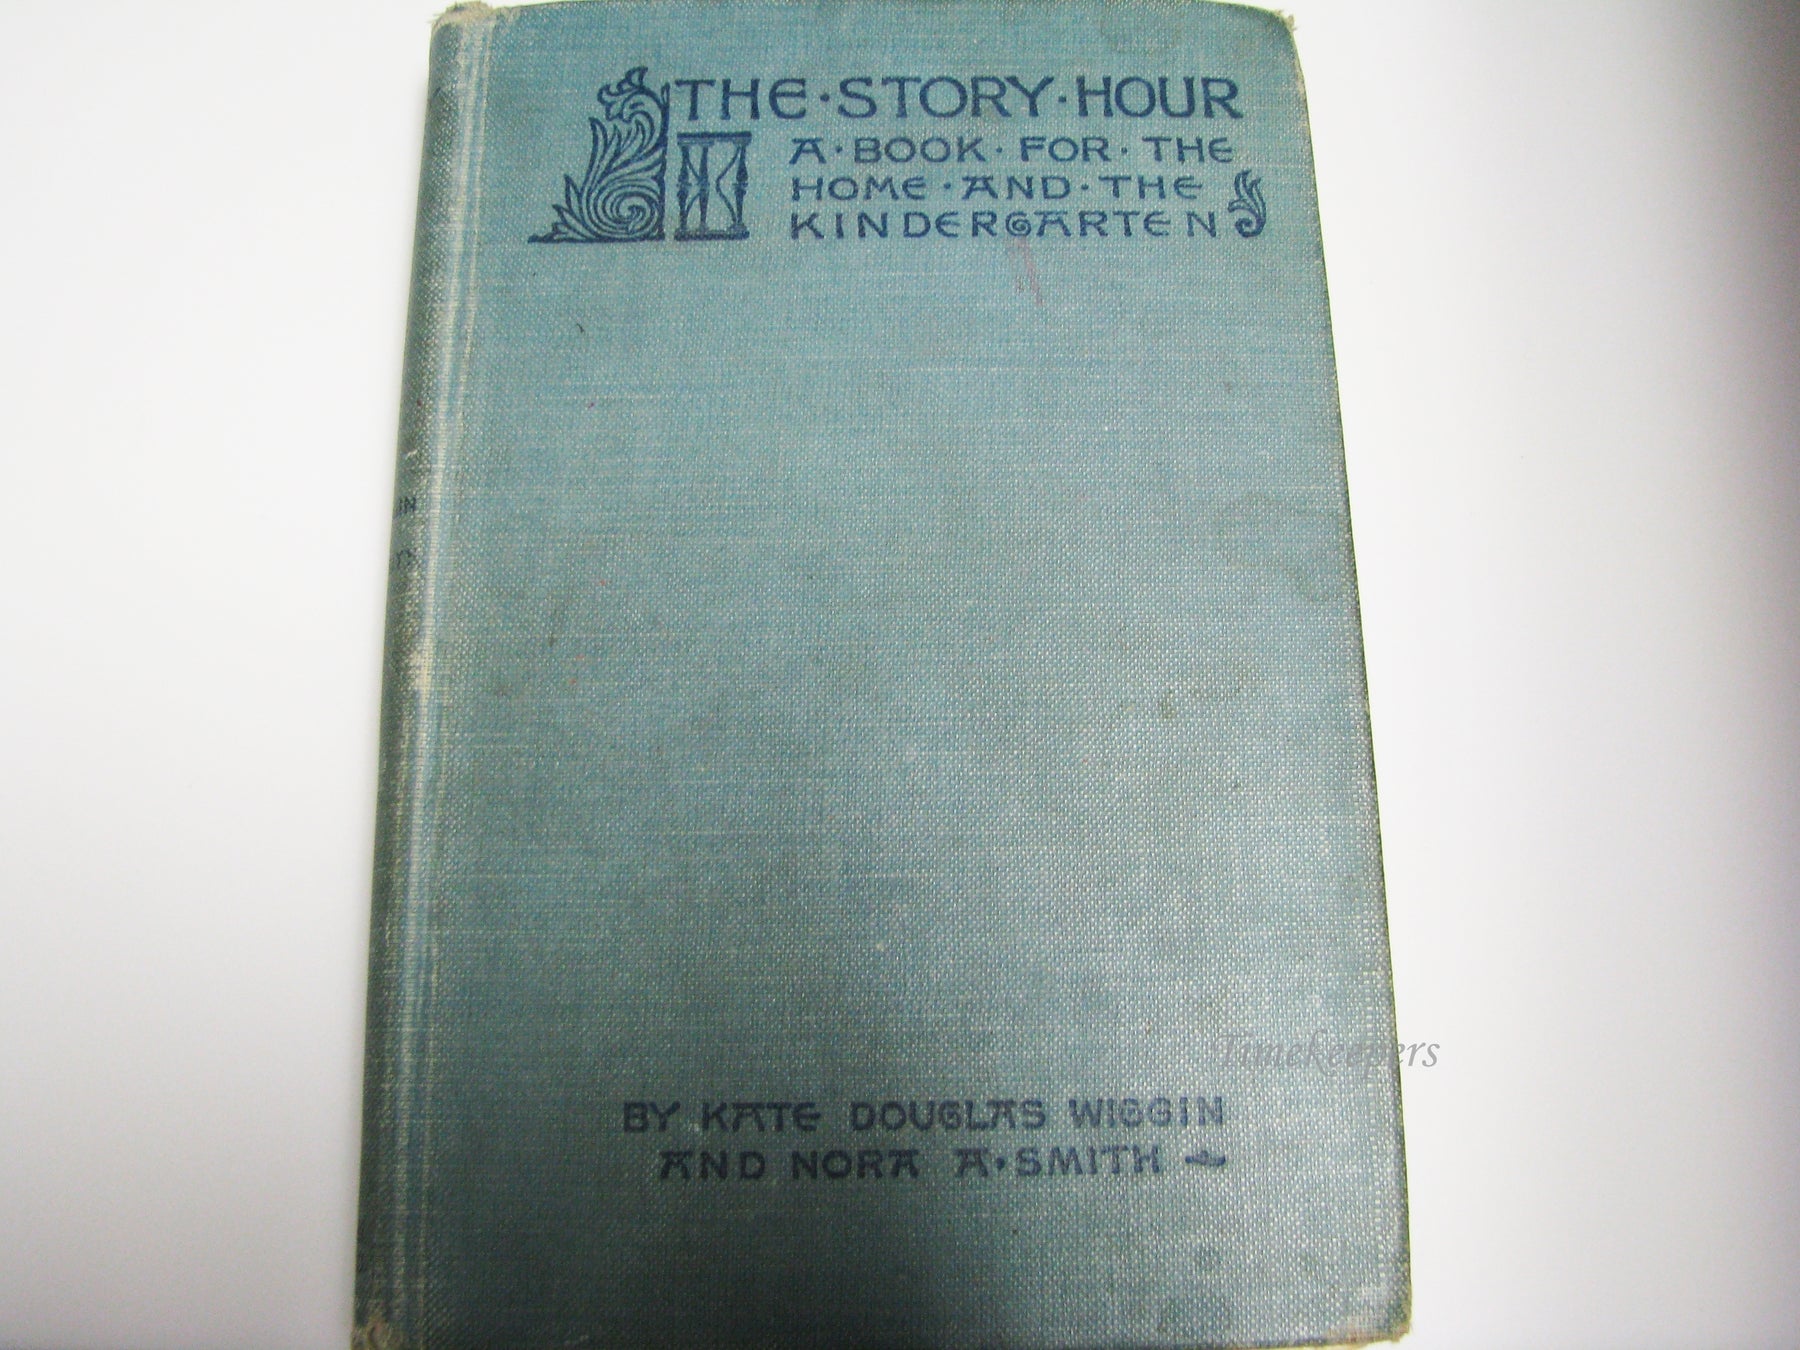 THE·STORY·HOUR
A·BOOK·FOR·THE
HOME·AND·THE
KINDERGARTEN
BY KATE DOUGLAS WIGGIN
AND NORA A·SMITH
Timekeepers